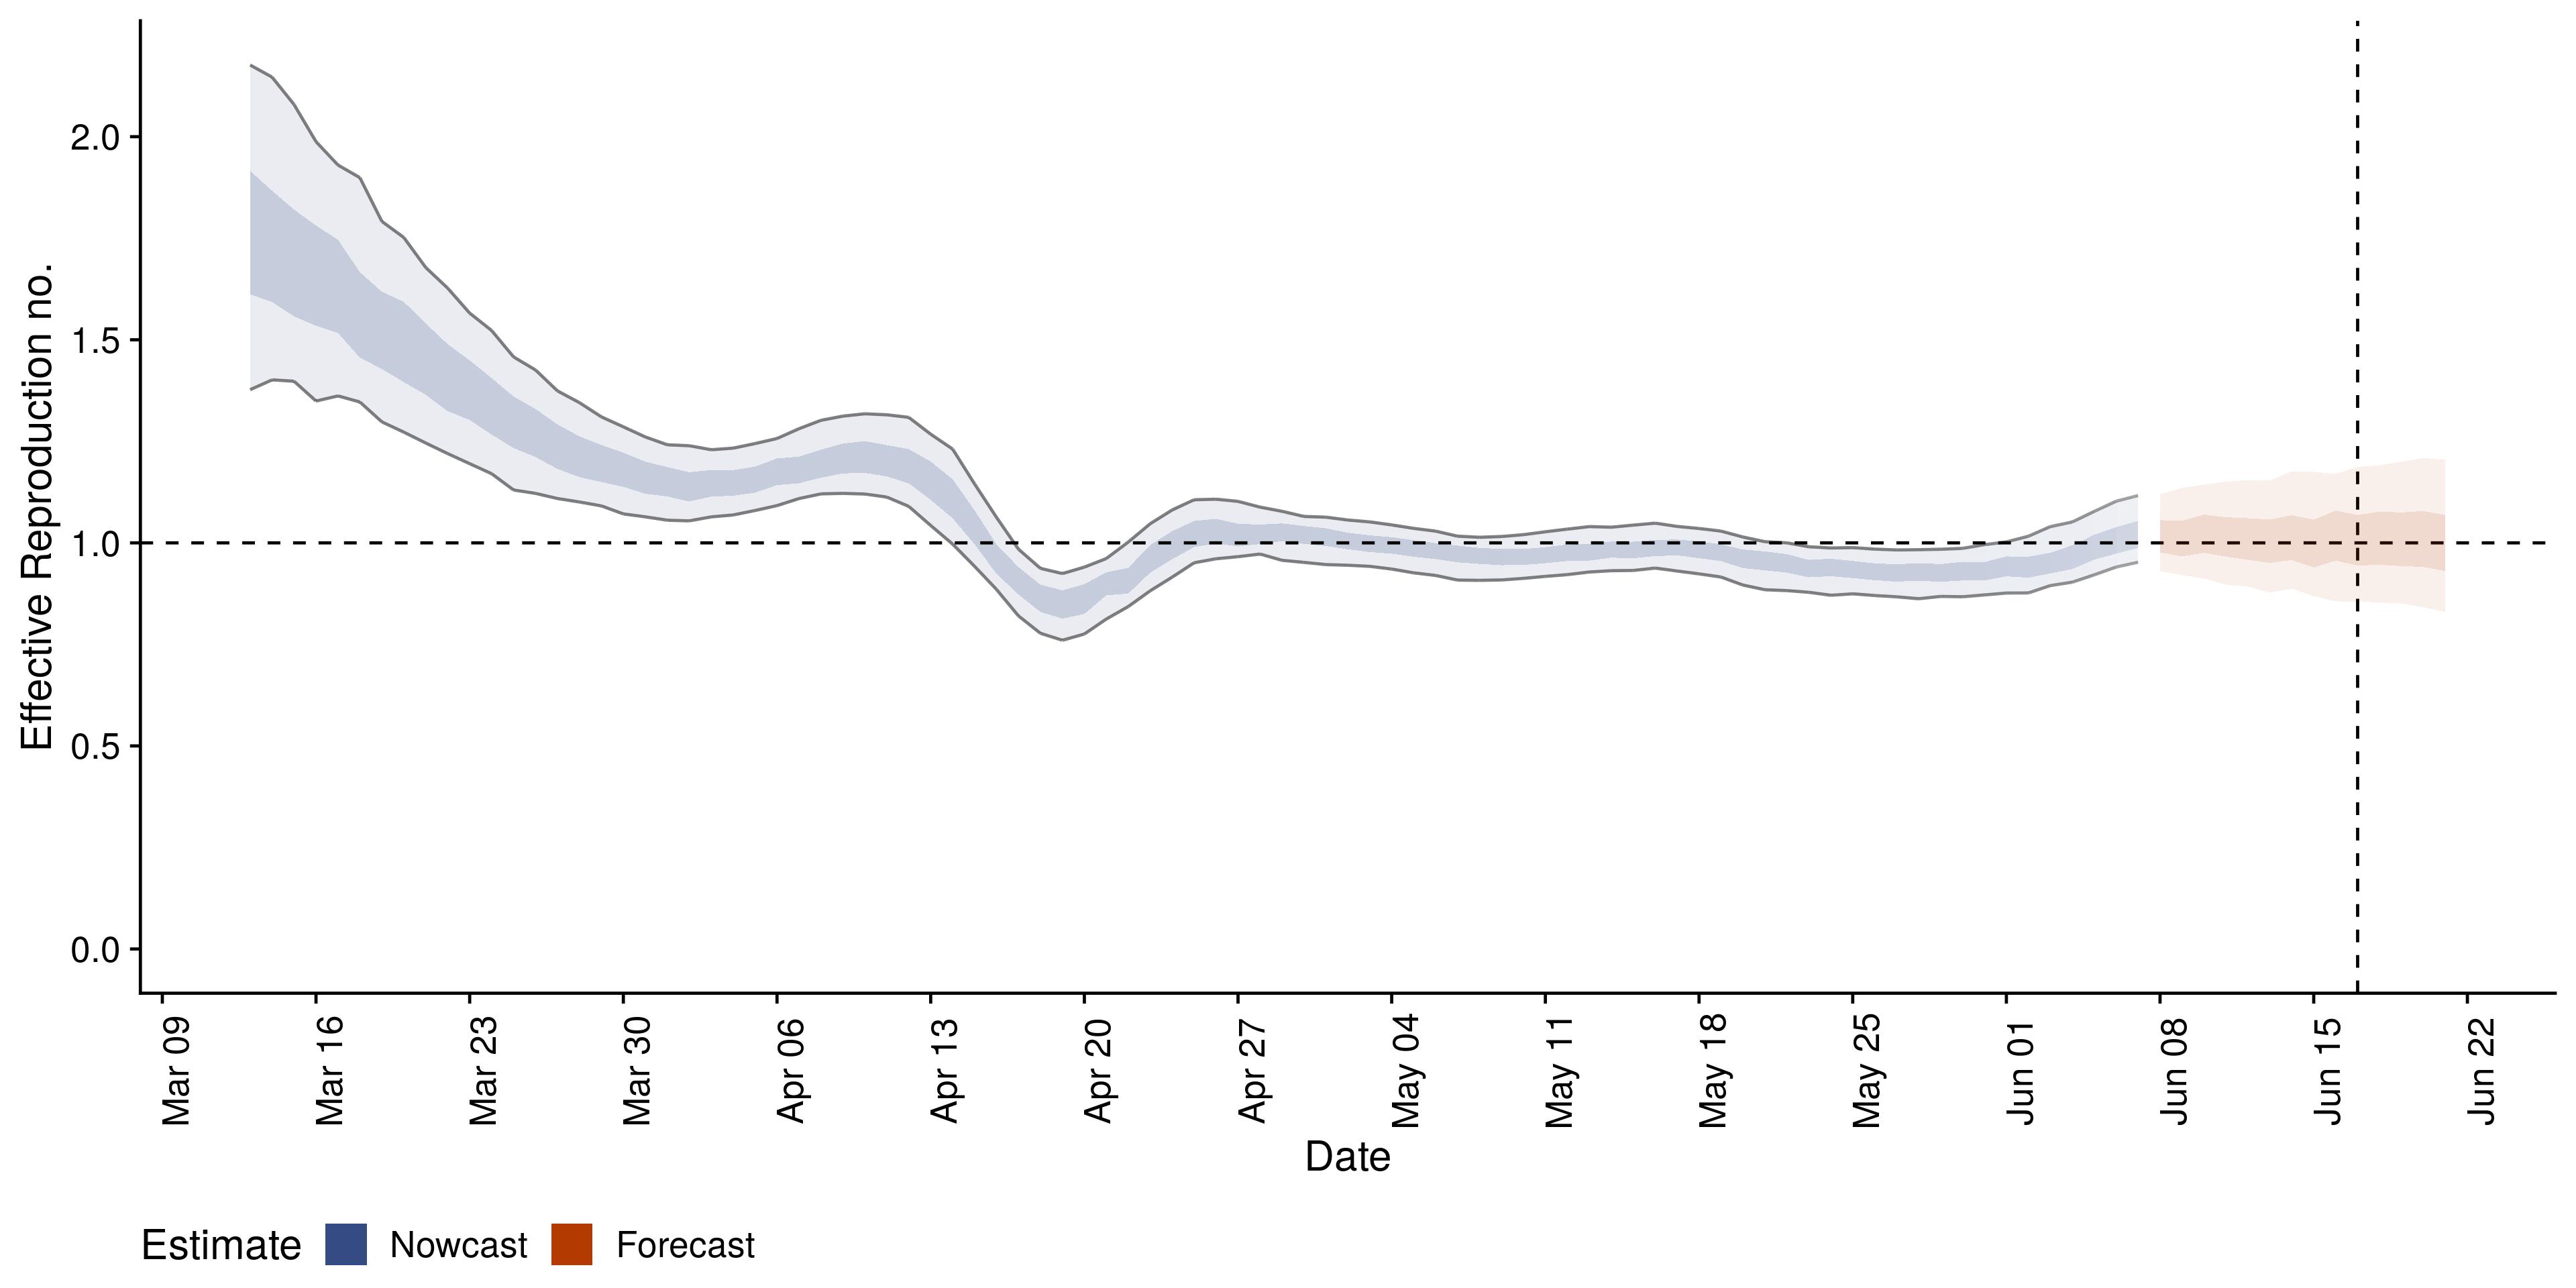 Effective Reproduction no.
2.0
1.5
1.0
0.5
0.0
Mar 09
Mar 16
Mar 23
Mar 30
Apr 06
Apr 13
Apr 20
Apr 27
May 04
May 11
May 18
May 25
Jun 01
Jun 08
Jun 15
Jun 22
Date
Estimate Nowcast Forecast